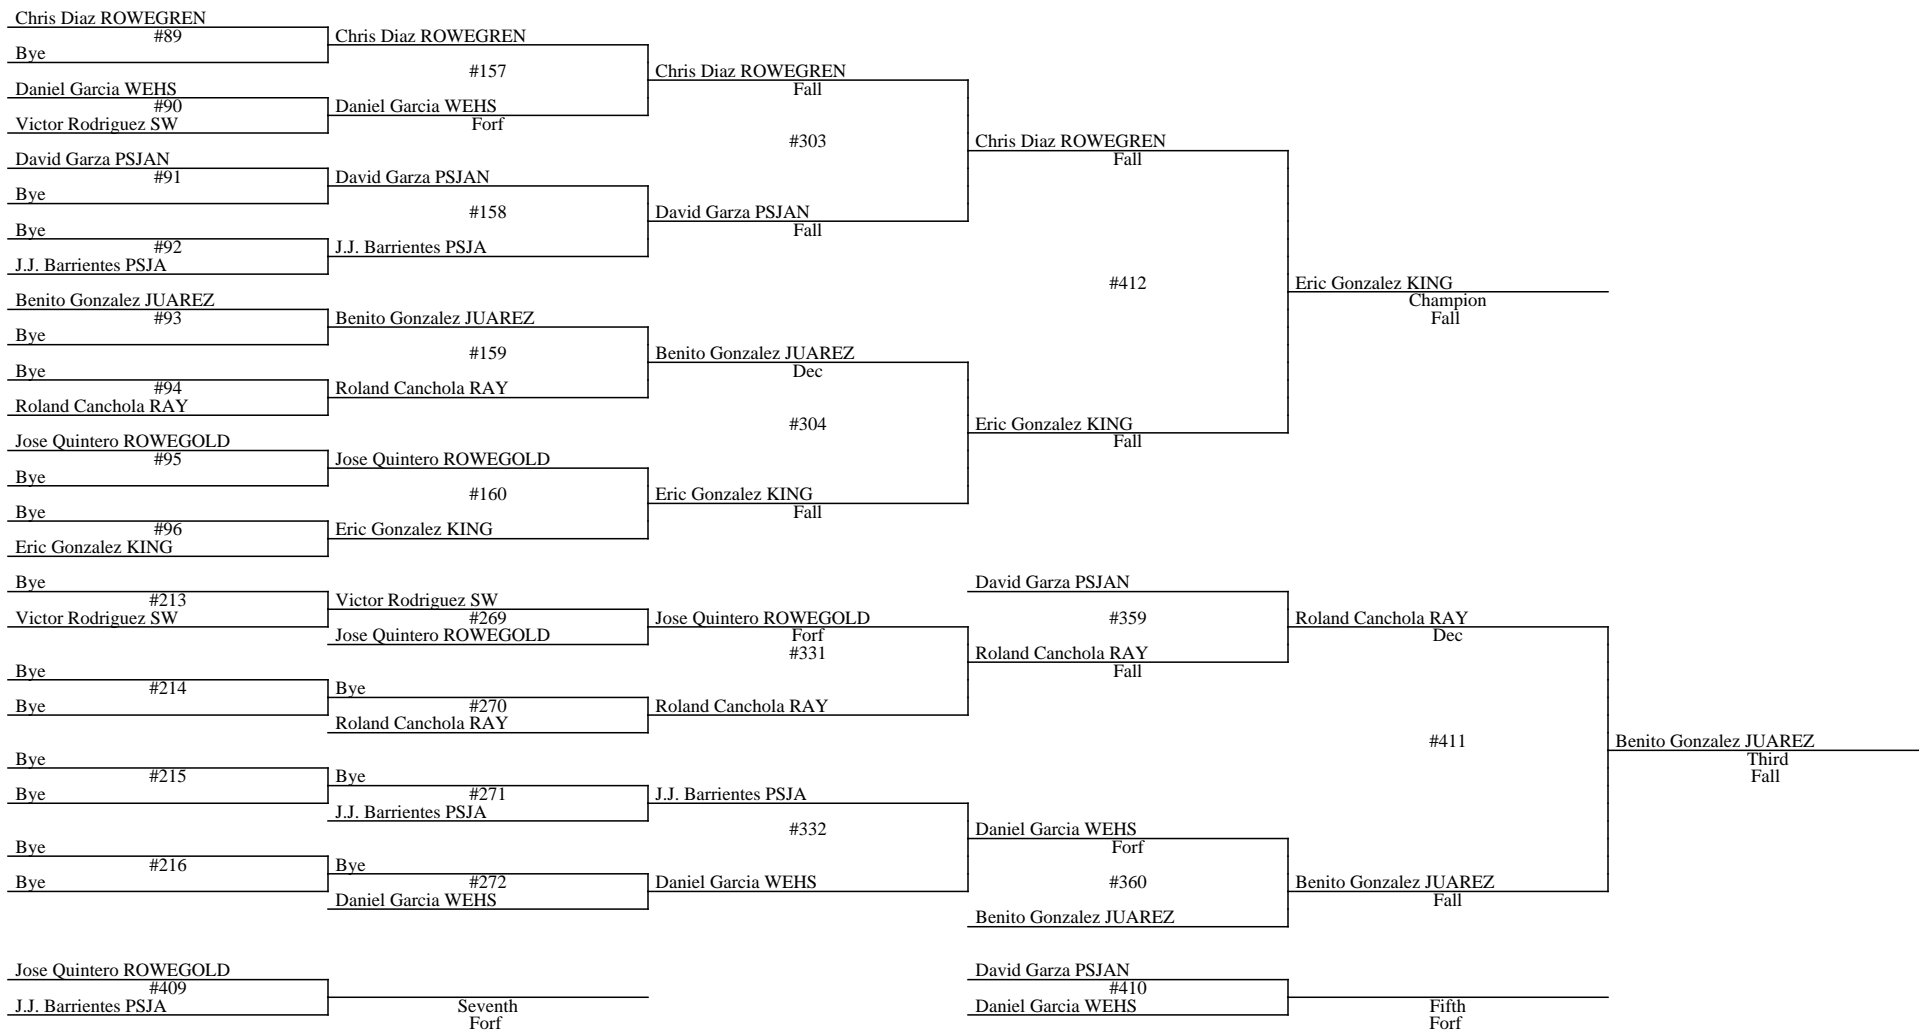 Chris Diaz ROWEGREN
#89
Bye
Chris Diaz ROWEGREN
#157
Daniel Garcia WEHS
#90
Victor Rodriguez SW
Daniel Garcia WEHS
Forf
Chris Diaz ROWEGREN
Fall
#303
David Garza PSJAN
#91
Bye
David Garza PSJAN
#158
Bye
#92
J.J. Barrientes PSJA
J.J. Barrientes PSJA
David Garza PSJAN
Fall
Chris Diaz ROWEGREN
Fall
#412
Benito Gonzalez JUAREZ
#93
Bye
Benito Gonzalez JUAREZ
#159
Bye
#94
Roland Canchola RAY
Roland Canchola RAY
Benito Gonzalez JUAREZ
Dec
#304
Jose Quintero ROWEGOLD
#95
Bye
Jose Quintero ROWEGOLD
#160
Bye
#96
Eric Gonzalez KING
Eric Gonzalez KING
Eric Gonzalez KING
Fall
Eric Gonzalez KING
Fall
Eric Gonzalez KING
Champion
Fall
Bye
#213
Victor Rodriguez SW
Victor Rodriguez SW
#269
Jose Quintero ROWEGOLD
Jose Quintero ROWEGOLD
Forf
#331
Bye
#214
Bye
Bye
#270
Roland Canchola RAY
Roland Canchola RAY
David Garza PSJAN
#359
Roland Canchola RAY
Fall
Roland Canchola RAY
Dec
#411
Bye
#215
Bye
Bye
#271
J.J. Barrientes PSJA
J.J. Barrientes PSJA
#332
Bye
#216
Bye
Bye
#272
Daniel Garcia WEHS
Daniel Garcia WEHS
Daniel Garcia WEHS
Forf
#360
Benito Gonzalez JUAREZ
Benito Gonzalez JUAREZ
Fall
Benito Gonzalez JUAREZ
Third
Fall
Jose Quintero ROWEGOLD
#409
J.J. Barrientes PSJA
Seventh
Forf
David Garza PSJAN
#410
Daniel Garcia WEHS
Fifth
Forf